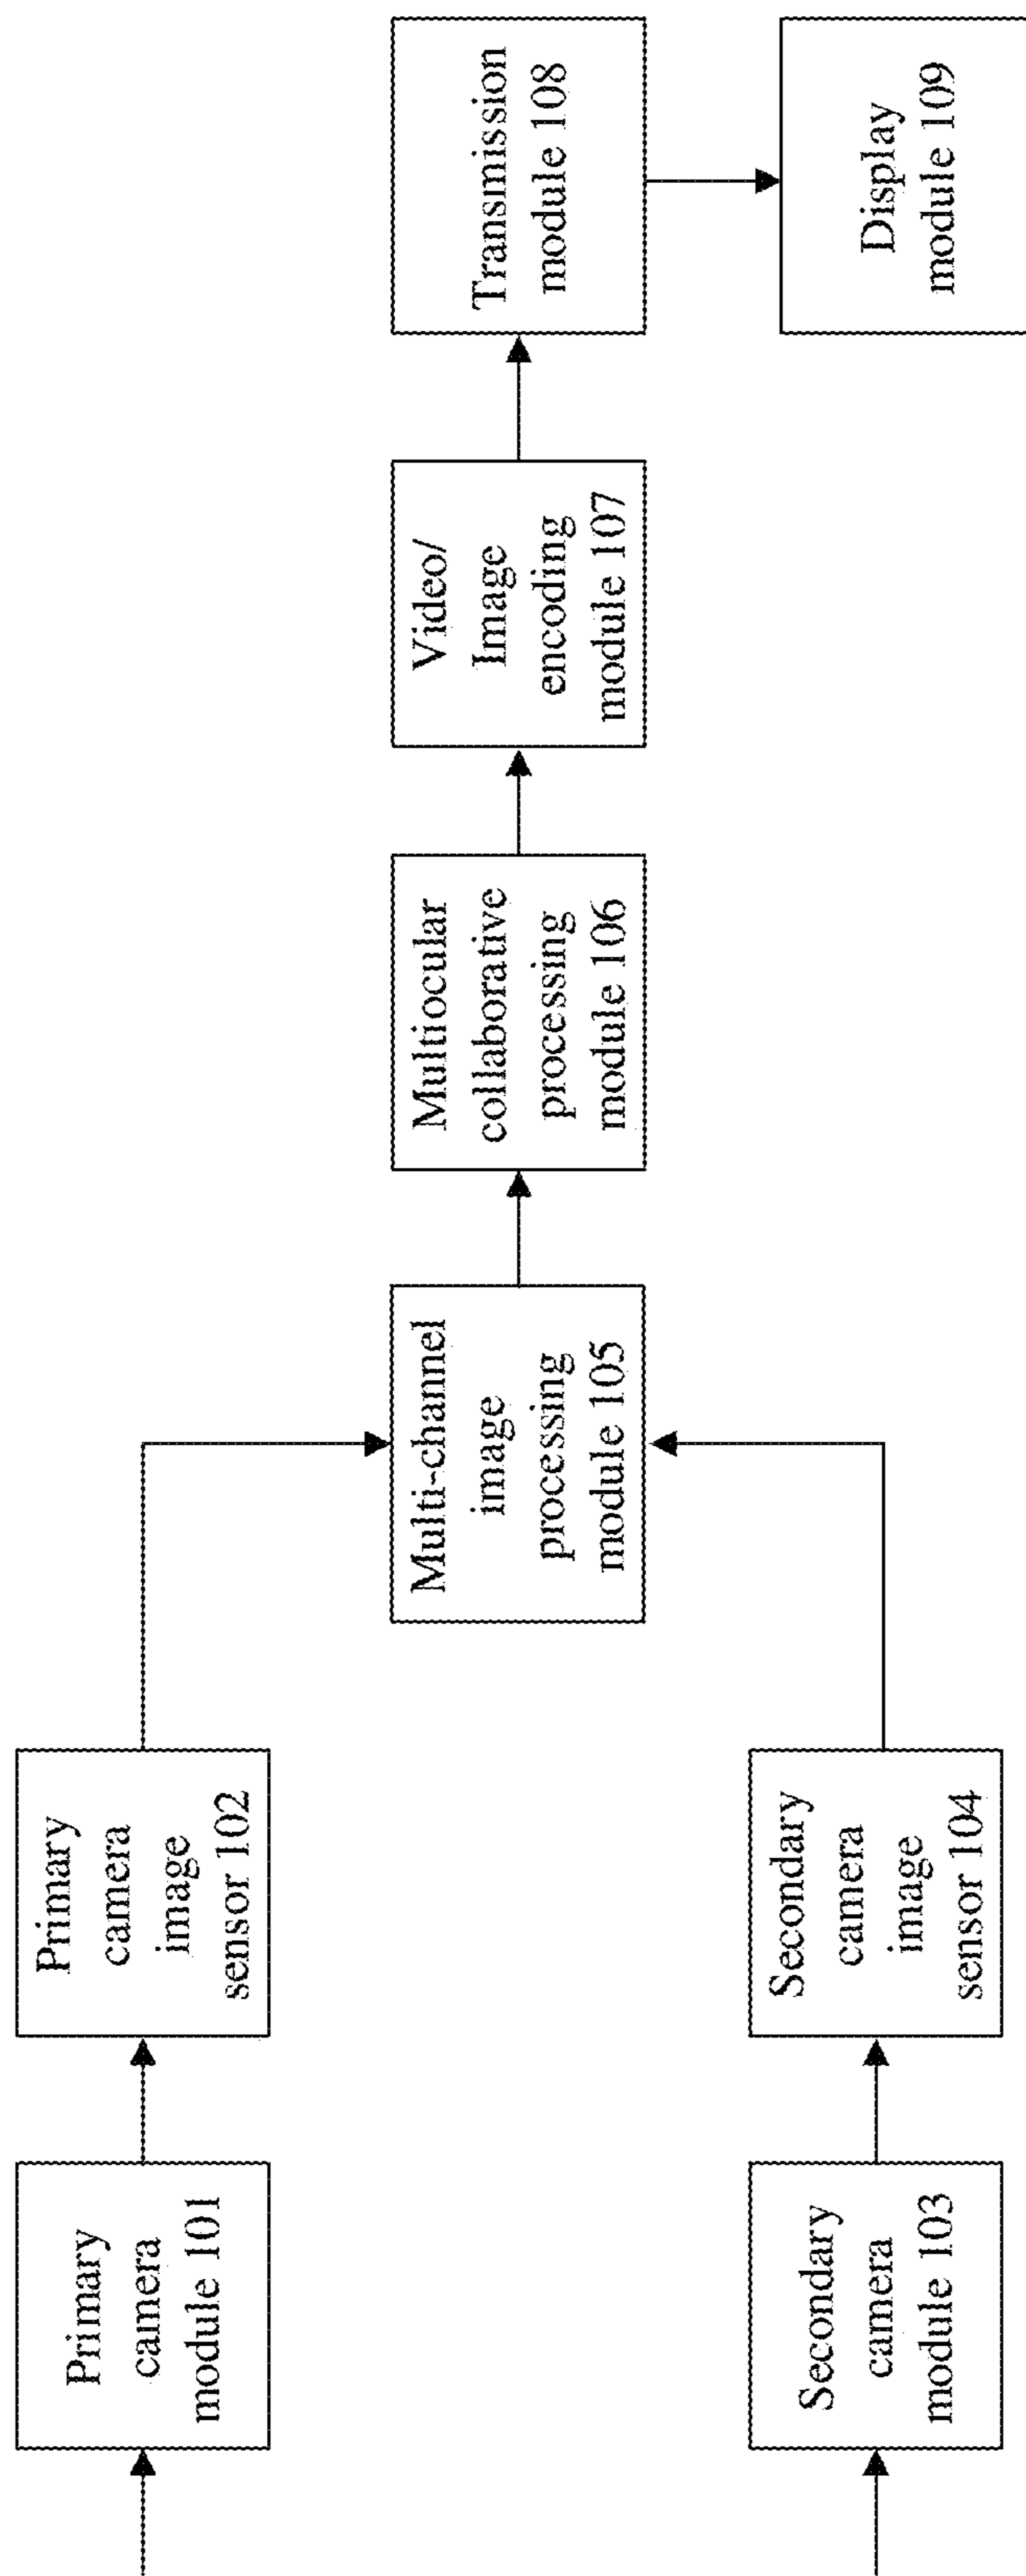 Primary
camera
module 101
Primary
camera
image
sensor 102
Secondary
camera
module 103
Secondary
camera
image
sensor 104
Multi-channel
image
processing
module 105
Multiocular
collaborative
processing
module 106
Video/
Image
encoding
module 107
Transmission
module 108
Display
module 109